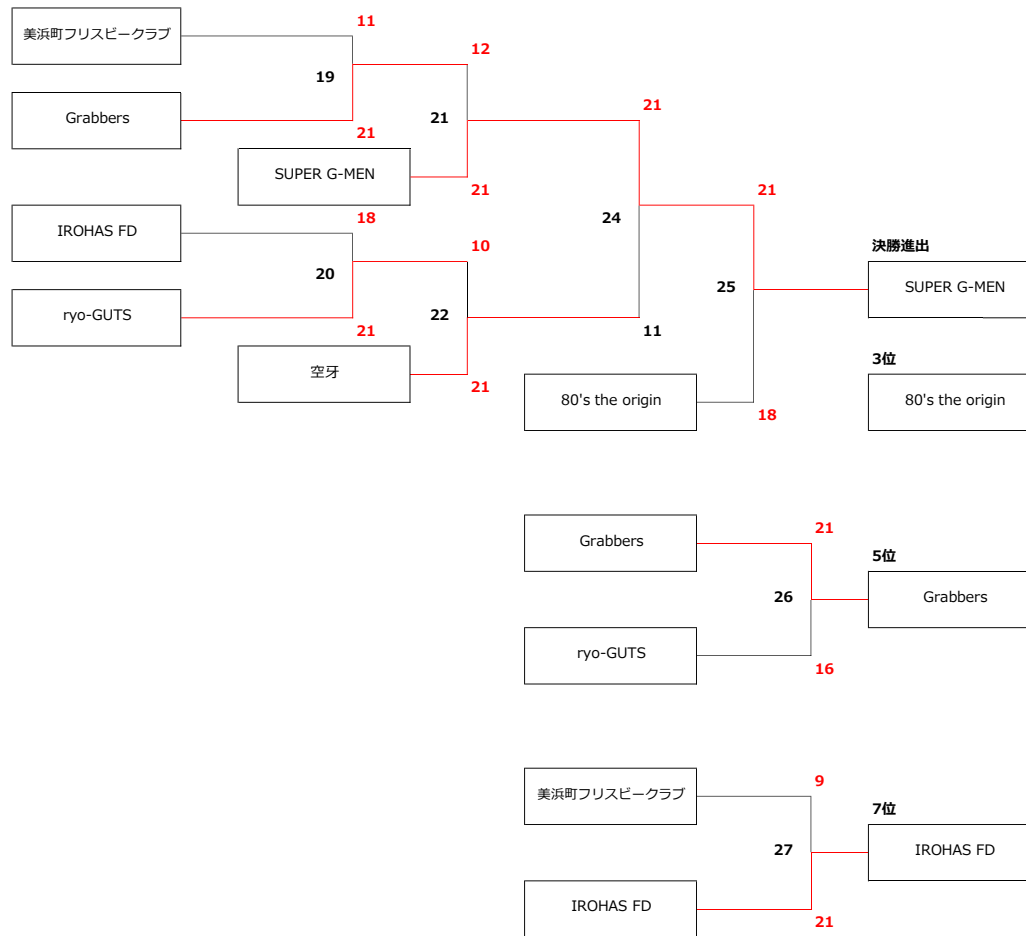 11
美浜町フリスビークラブ
12
19
Grabbers
21
21
21
SUPER G-MEN
21
21
18
24
IROHAS FD
10
決勝進出
20
25
SUPER G-MEN
ryo-GUTS
22
21
11
3位
空牙
21
80's the origin
18
80's the origin
21
Grabbers
5位
26
Grabbers
ryo-GUTS
16
9
美浜町フリスビークラブ
7位
27
IROHAS FD
IROHAS FD
21